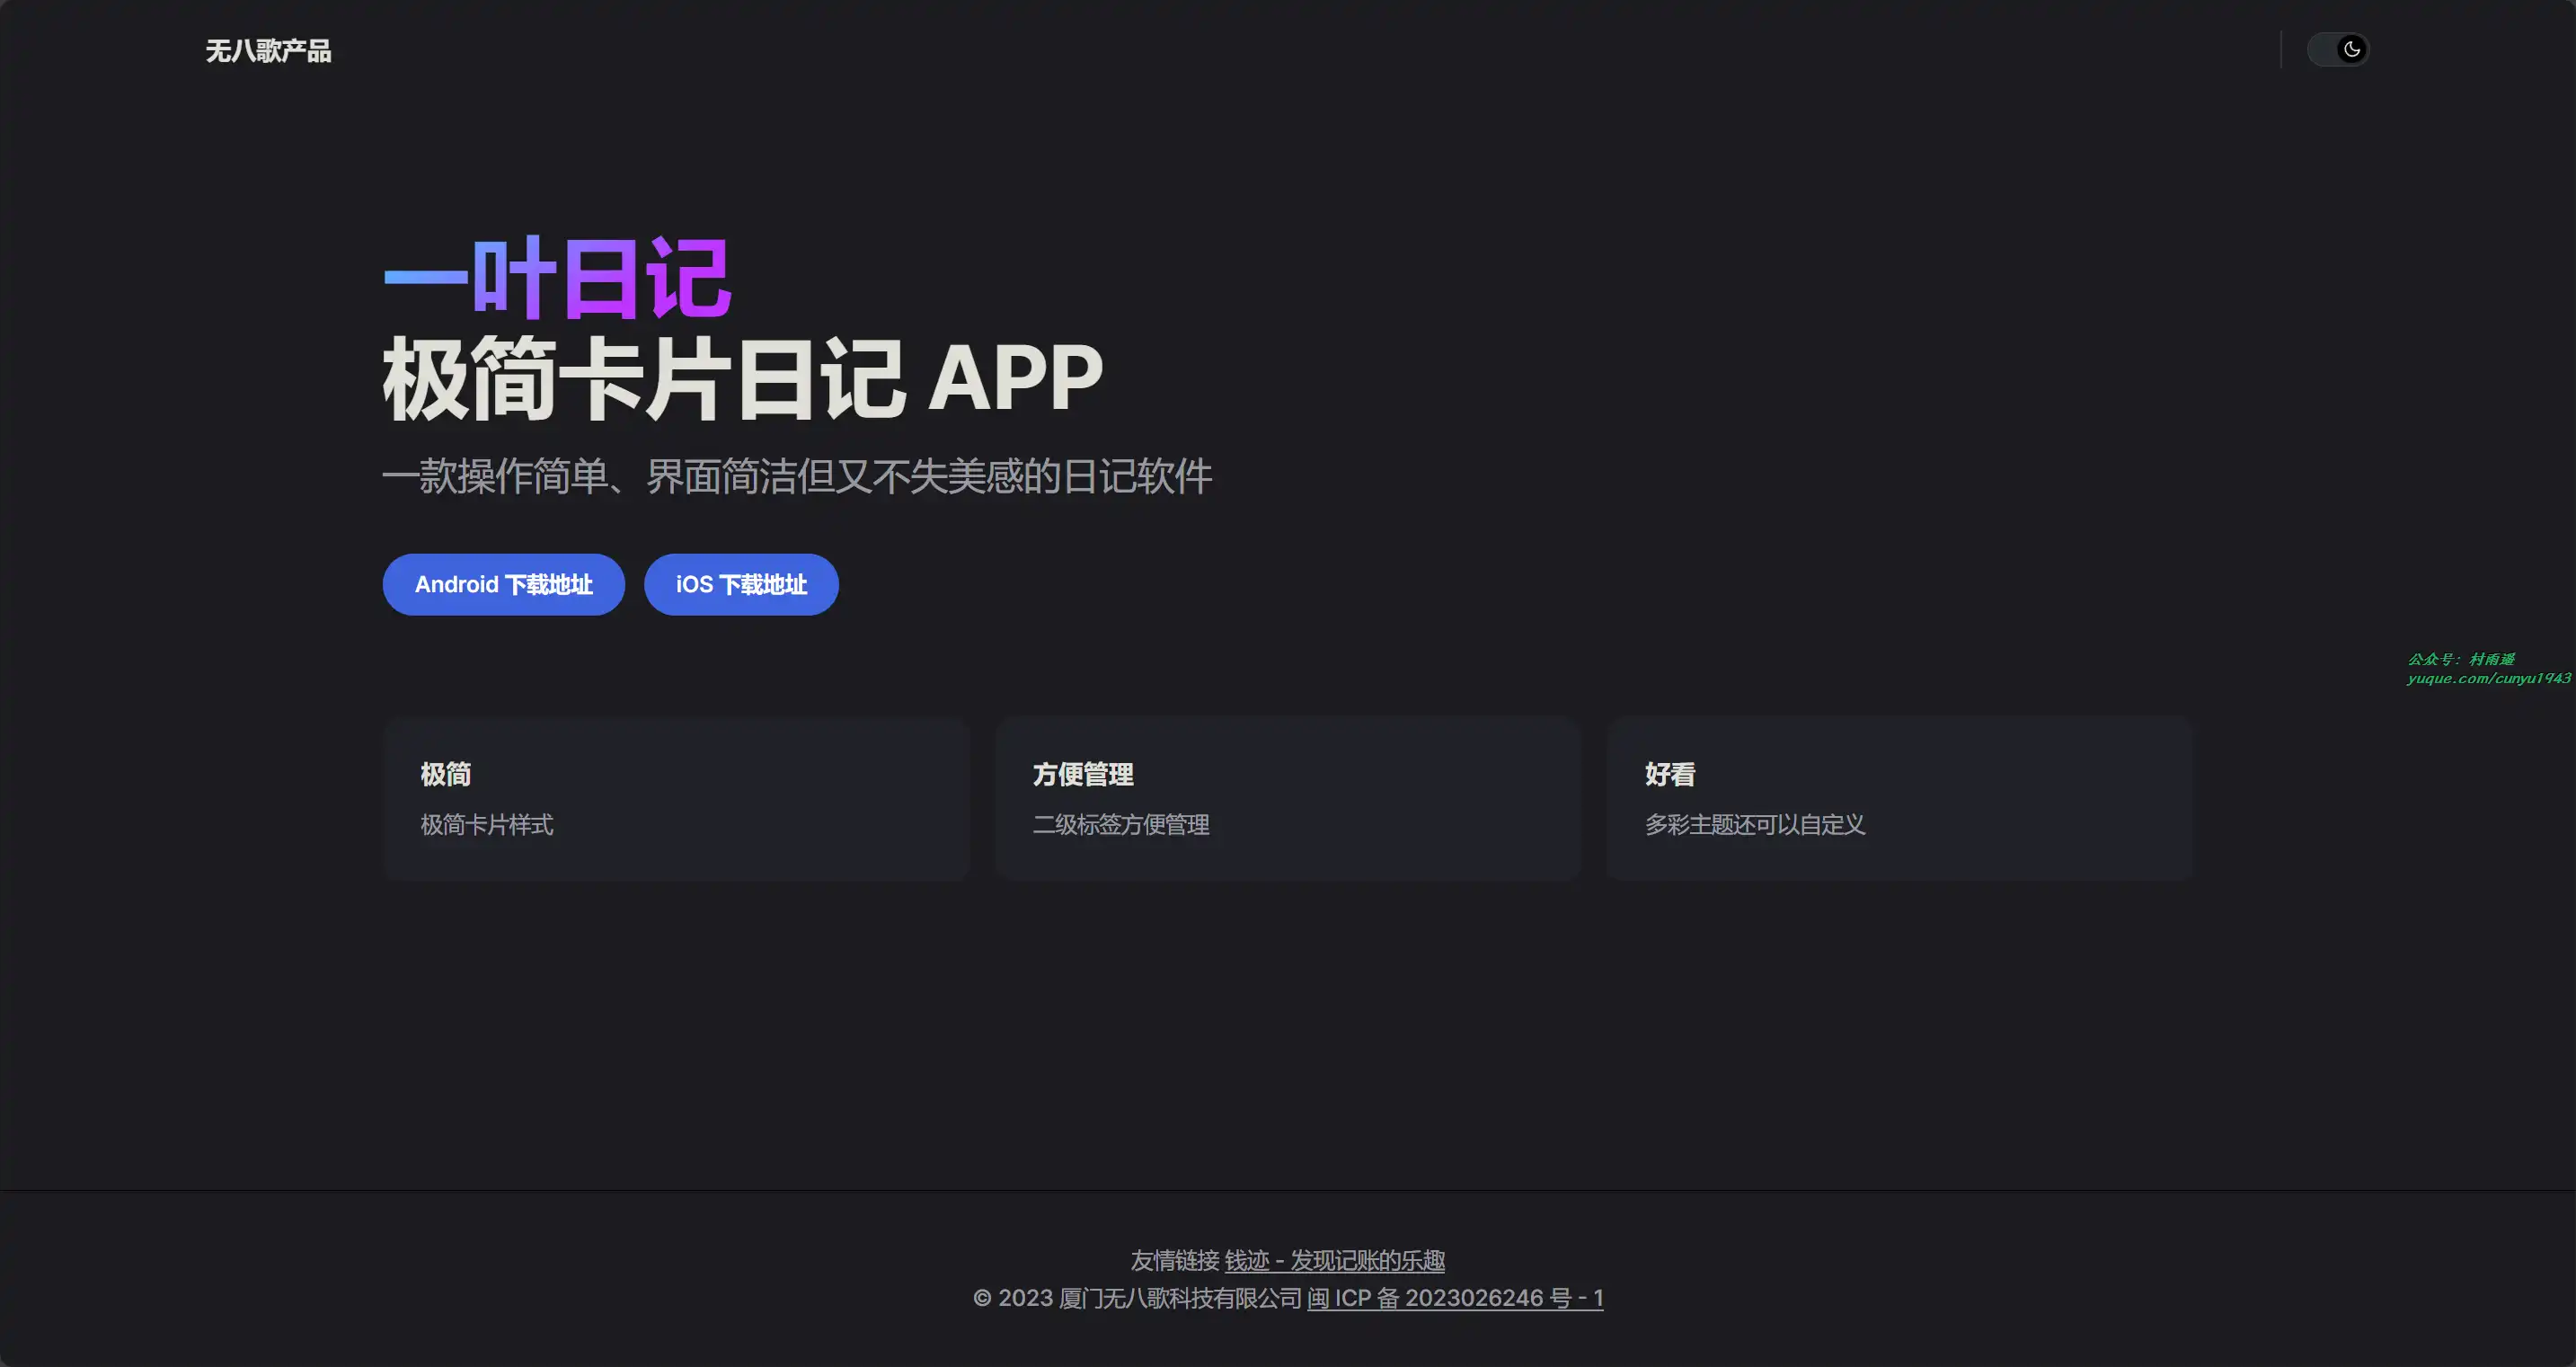 无八歌产品
一叶日记
极简卡片日记 APP
一款操作简单、界面简洁但又不失美感的日记软件
Android 下载地址
iOS 下载地址
公众号：村雨遥
yuque.com/cunyu1943
极简
极简卡片样式
方便管理
二级标签方便管理
好看
多彩主题还可以自定义
友情链接 钱迹 - 发现记账的乐趣
© 2023 厦门无八歌科技有限公司 闽 ICP 备 2023026246 号 - 1